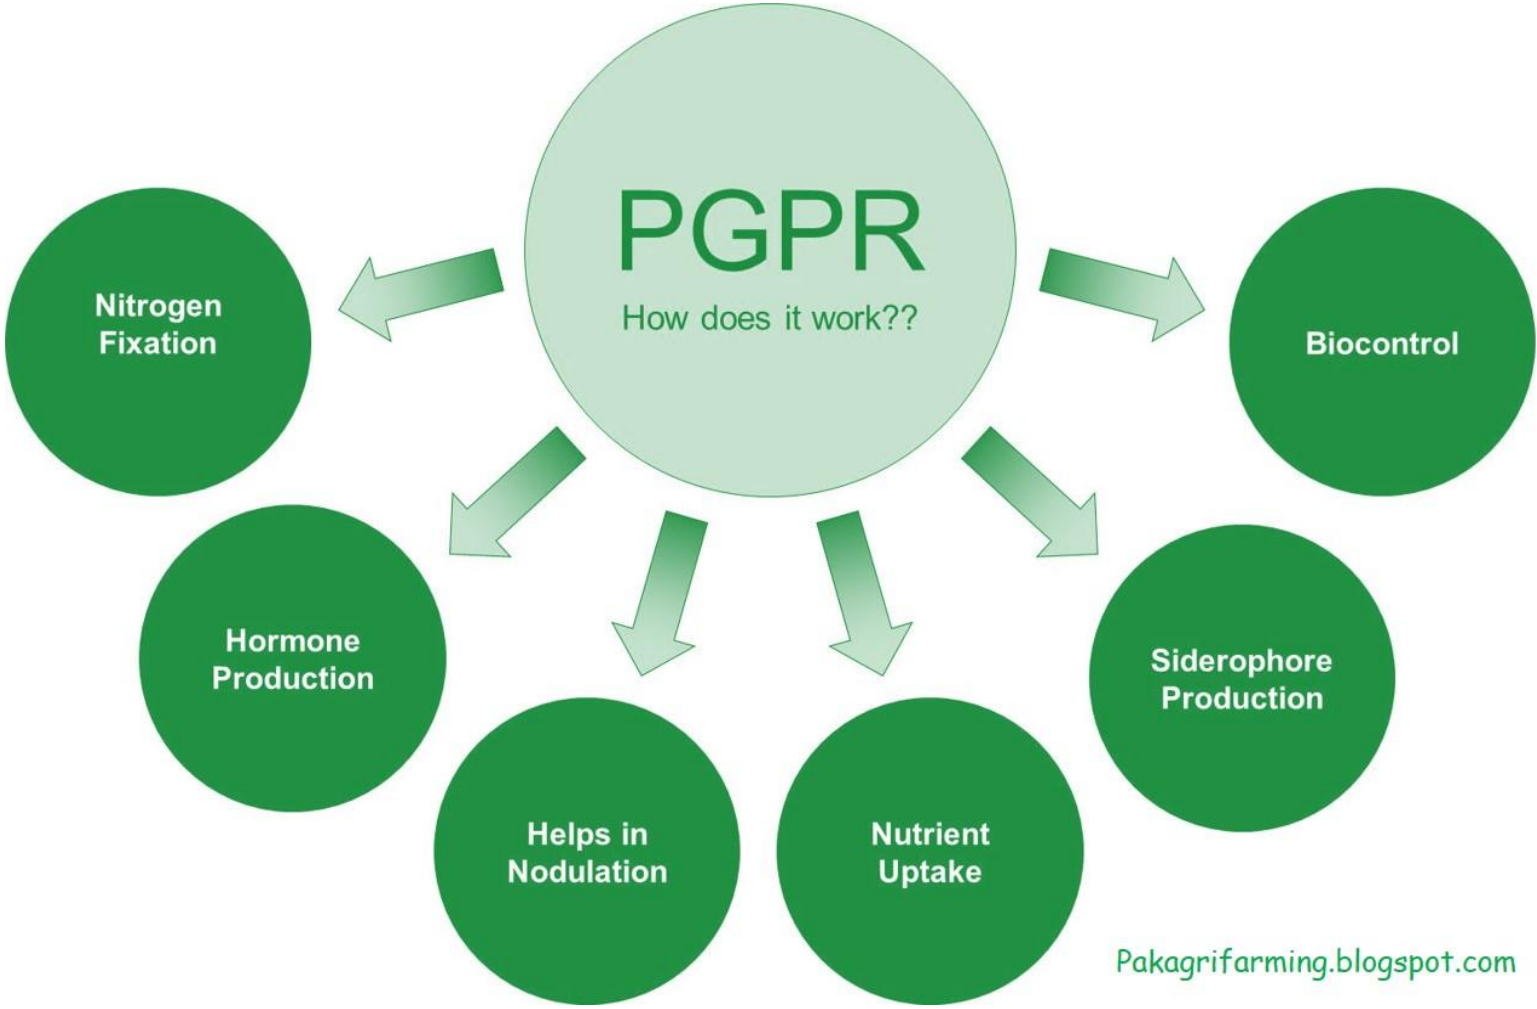 PGPR
How does it work??
Nitrogen
Fixation
Hormone
Production
Helps in
Nodulation
Nutrient
Uptake
Siderophore
Production
Biocontrol
Pakagrifarming.blogspot.com